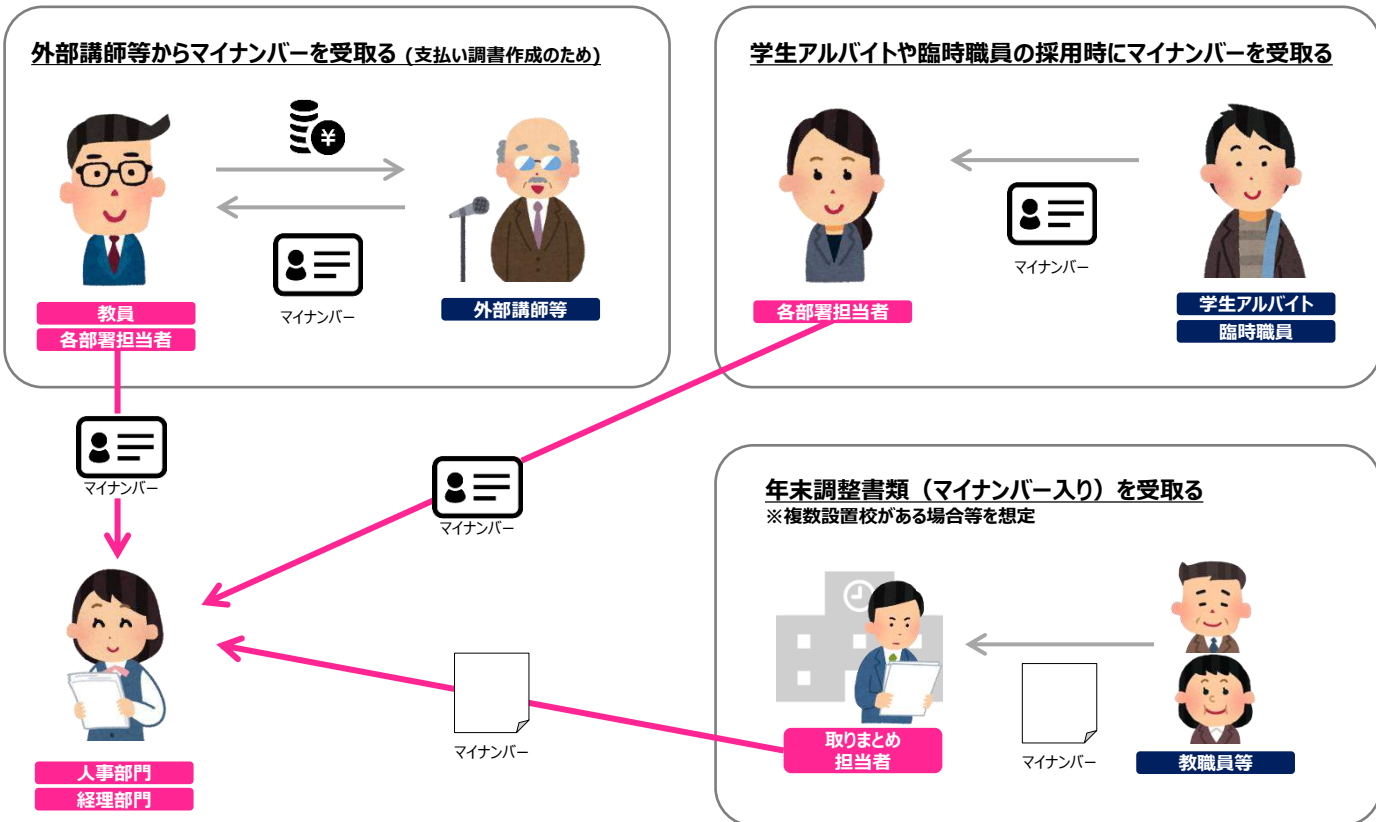 外部講師等からマイナンバーを受取る (支払い調書作成のため)
¥
マイナンバー
教員
各部署担当者
外部講師等
学生アルバイトや臨時職員の採用時にマイナンバーを受取る
マイナンバー
各部署担当者
学生アルバイト
臨時職員
マイナンバー
マイナンバー
年末調整書類（マイナンバー入り）を受取る
※複数設置校がある場合等を想定
取りまとめ
担当者
マイナンバー
教職員等
マイナンバー
人事部門
経理部門